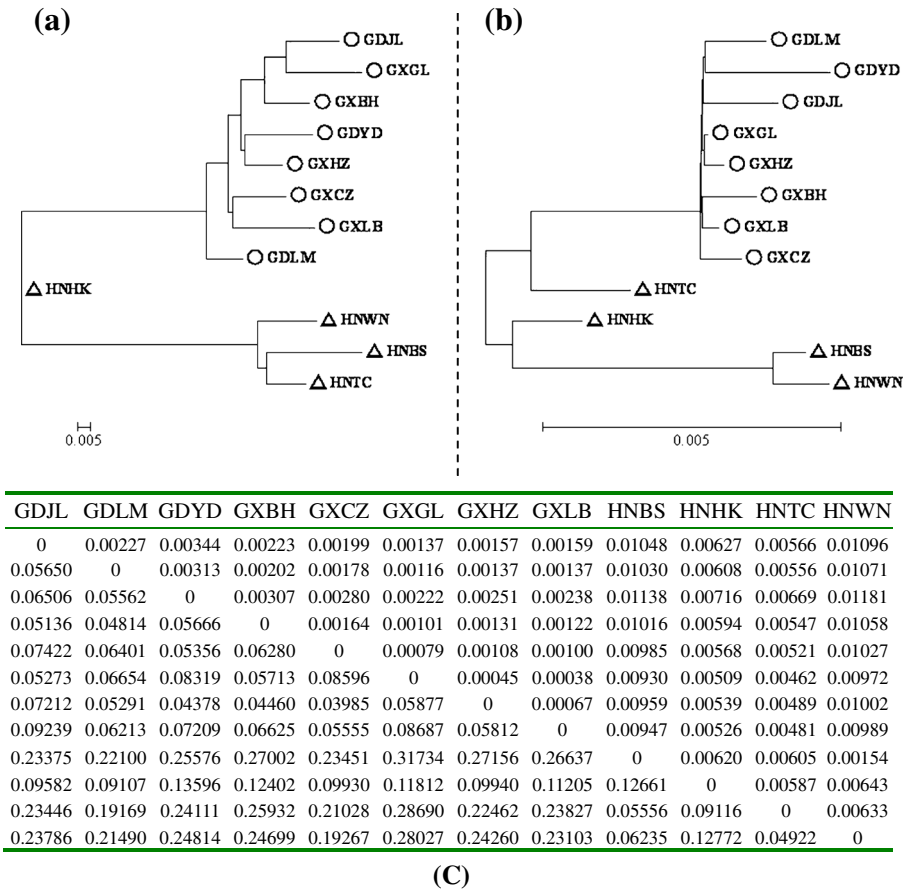 (a)
GDJL
GXGL
GXBH
GDYD
GXHZ
GXCZ
GXLB
GDLM
HNHK
HNWN
HNBS
HNTC
0.005
(b)
GDLM
GDYD
GDJL
GXGL
GXHZ
GXBH
GXLB
GXCZ
HNTC
HNHK
HNBS
HNWN
0.005
GDJL GDLM GDYD GXBH GXCZ GXGL GXHZ GXLB HNBS HNHK HNTC HNWN
0 0.00227 0.00344 0.00223 0.00199 0.00137 0.00157 0.00159 0.01048 0.00627 0.00566 0.01096
0.05650 0 0.00313 0.00202 0.00178 0.00116 0.00137 0.00137 0.01030 0.00608 0.00556 0.01071
0.06506 0.05562 0 0.00307 0.00280 0.00222 0.00251 0.00238 0.01138 0.00716 0.00669 0.01181
0.05136 0.04814 0.05666 0 0.00164 0.00101 0.00131 0.00122 0.01016 0.00594 0.00547 0.01058
0.07422 0.06401 0.05356 0.06280 0 0.00079 0.00108 0.00100 0.00985 0.00568 0.00521 0.01027
0.05273 0.06654 0.08319 0.05713 0.08596 0 0.00045 0.00038 0.00930 0.00509 0.00462 0.00972
0.07212 0.05291 0.04378 0.04460 0.03985 0.05877 0 0.00067 0.00959 0.00539 0.00489 0.01002
0.09239 0.06213 0.07209 0.06625 0.05555 0.08687 0.05812 0 0.00947 0.00526 0.00481 0.00989
0.23375 0.22100 0.25576 0.27002 0.23451 0.31734 0.27156 0.26637 0 0.00620 0.00605 0.00154
0.09582 0.09107 0.13596 0.12402 0.09930 0.11812 0.09940 0.11205 0.12661 0 0.00587 0.00643
0.23446 0.19169 0.24111 0.25932 0.21028 0.28690 0.22462 0.23827 0.05556 0.09116 0 0.00633
0.23786 0.21490 0.24814 0.24699 0.19267 0.28027 0.24260 0.23103 0.06235 0.12772 0.04922 0
(C)